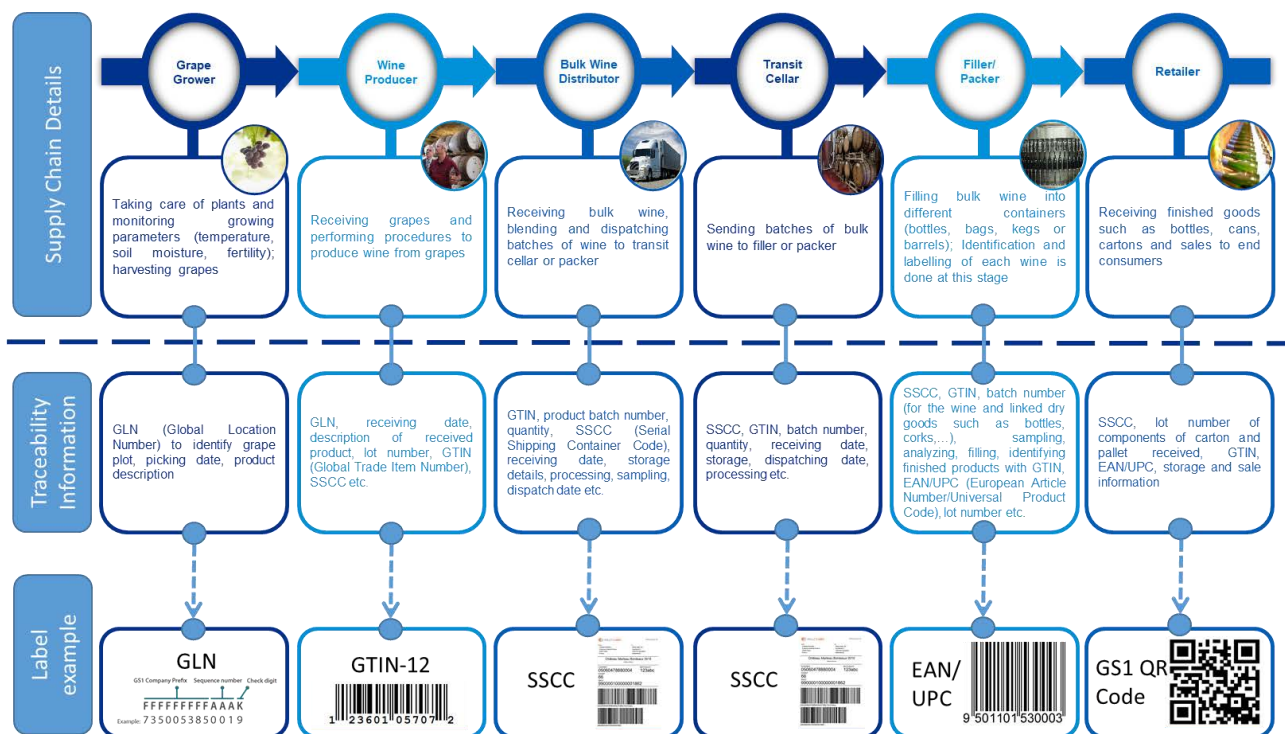 Supply Chain Details
Grape
Grower
Wine
Producer
Bulk Wine
Distributor
Transit
Cellar
Filler/
Packer
Retailer
Taking care of plants and
monitoring growing
parameters (temperature,
soil moisture, fertility);
harvesting grapes
Receiving grapes and
performing procedures to
produce wine from grapes
Receiving bulk wine,
blending and dispatching
batches of wine to transit
cellar or packer
Sending batches of bulk
wine to filler or packer
Filling bulk wine into
different containers
(bottles, bags, kegs or
barrels); Identification and
labelling of each wine is
done at this stage
Receiving finished goods
such as bottles, cans,
cartons and sales to end
consumers
Traceability
Information
GLN (Global Location
Number) to identify grape
plot, picking date, product
description
GLN, receiving date,
description of received
product, lot number, GTIN
(Global Trade Item Number),
SSCC etc.
GTIN, product batch number,
quantity, SSCC (Serial
Shipping Container Code),
receiving date, storage
details, processing, sampling,
dispatch date etc.
SSCC, GTIN, batch number,
quantity, receiving date,
storage, dispatching date,
processing etc.
SSCC, GTIN, batch number
(for the wine and linked dry
goods such as bottles,
corks,…), sampling,
analyzing, filling, identifying
finished products with GTIN,
EAN/UPC (European Article
Number/Universal Product
Code), lot number etc.
SSCC, lot number of
components of carton and
pallet received, GTIN,
EAN/UPC, storage and sale
information
Label
example
GLN
GS1 Company Prefix Sequence number Check digit
FFFFFFFFFAAAK
Example: 7350053850019
GTIN-12
1 23601 05707 2
SSCC
SSCC
EAN/
UPC
9 501101 530003
GS1 QR
Code